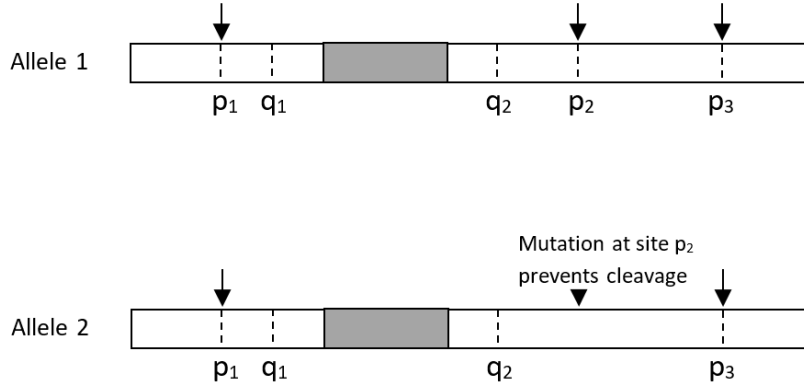 Allele 1
p₁ q₁ q₂ p₂ p₃
Mutation at site p₂
prevents cleavage
Allele 2
p₁ q₁ q₂ p₃